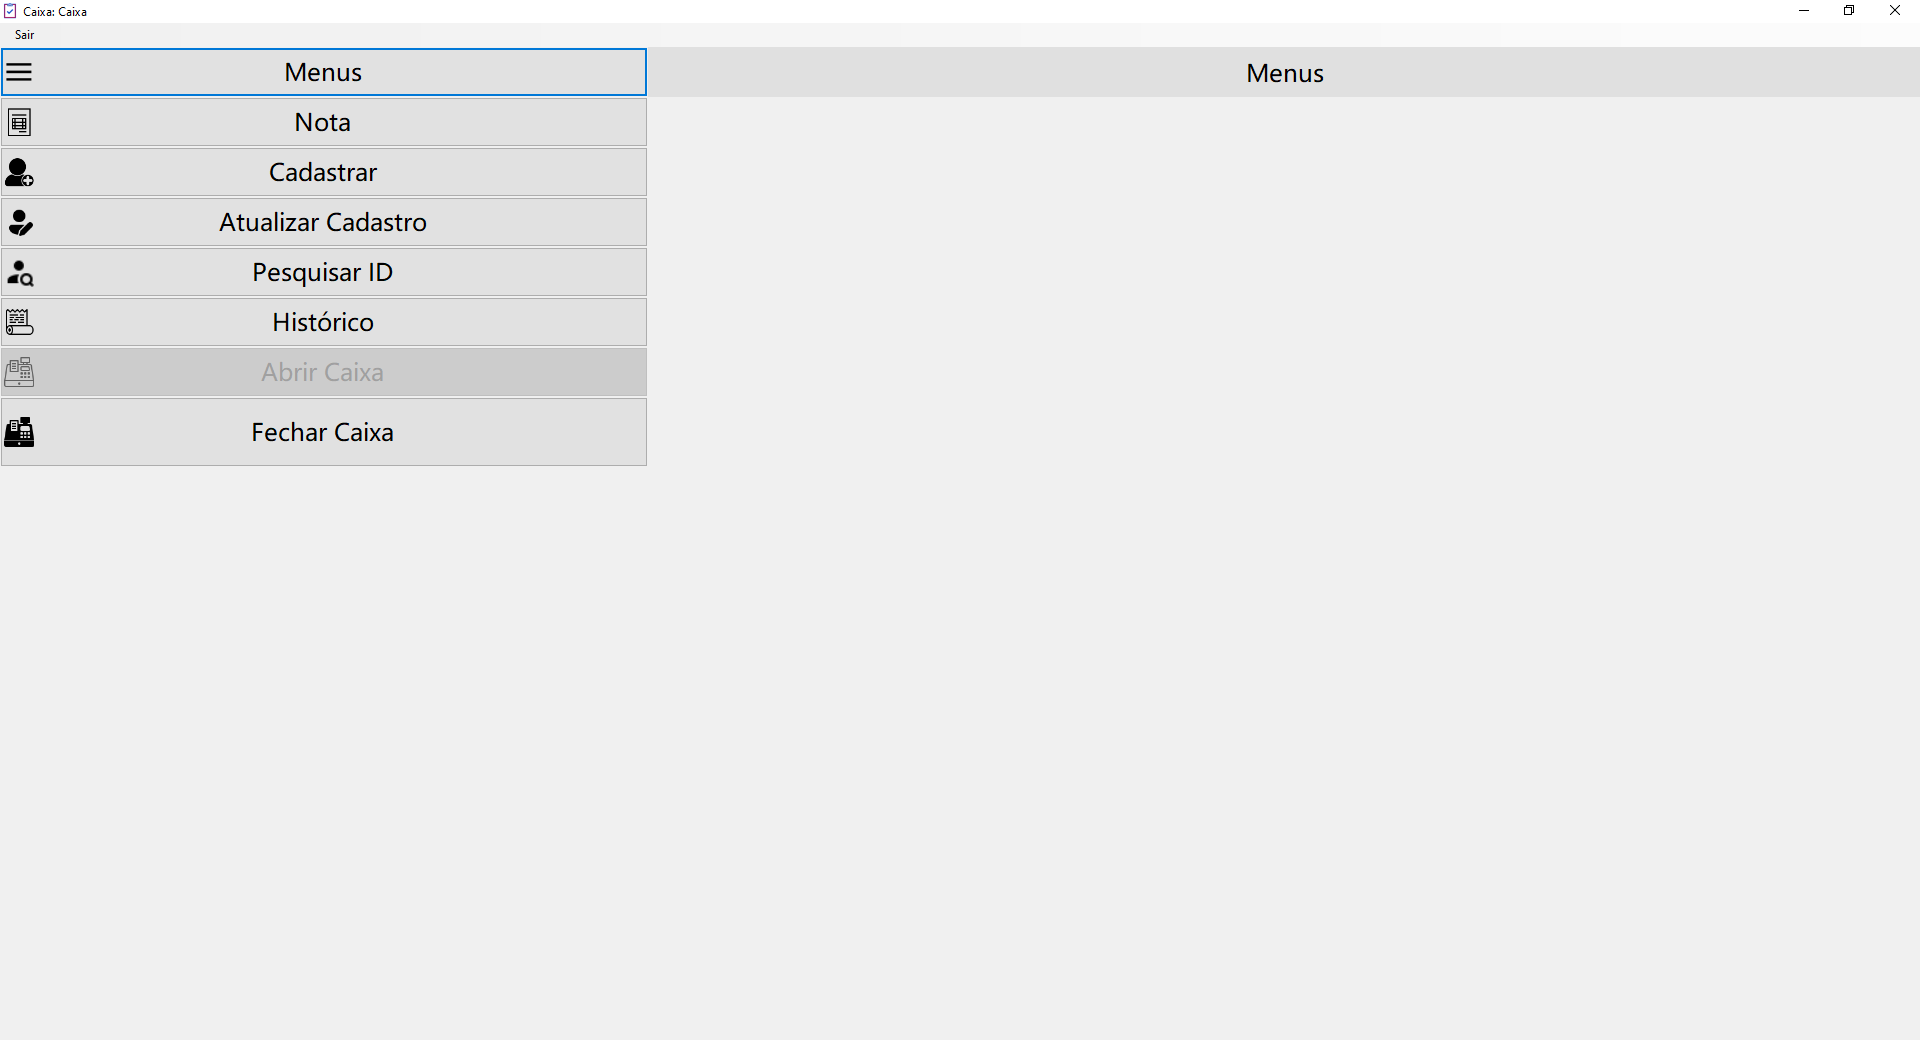 Caixa: Caixa
Sair
Menus
Menus
Nota
Cadastrar
Atualizar Cadastro
Pesquisar ID
Histórico
Abrir Caixa
Fechar Caixa